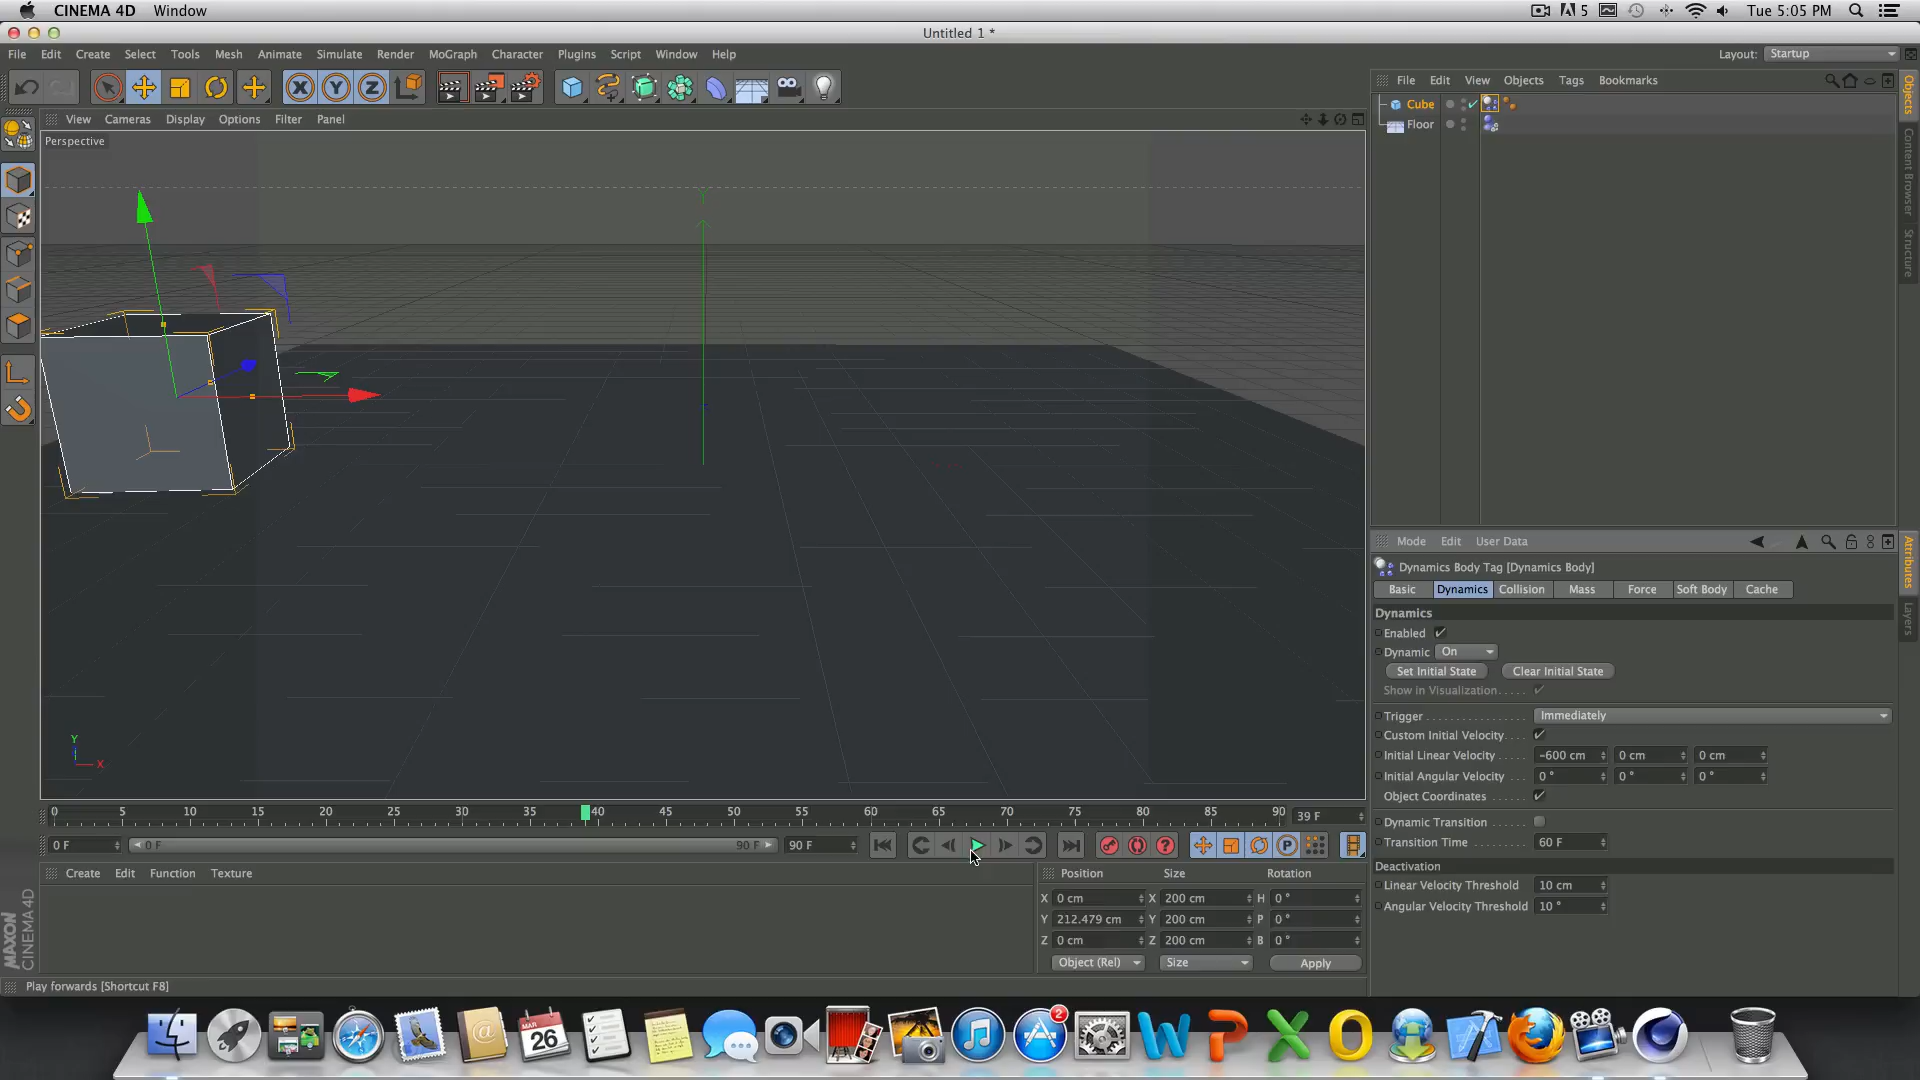 CINEMA 4D Window
5 Tue 5:05 PM
Untitled 1 *
File Edit Create Select Tools Mesh Animate Simulate Render MoGraph Character Plugins Script Window Help
Layout: Startup
X Y Z
File Edit View Objects Tags Bookmarks
Objects
Content Browser
Structure
Cube
Floor
View Cameras Display Options Filter Panel
Perspective
Y
Y
X
Mode Edit User Data
Attributes
Layers
Dynamics Body Tag [Dynamics Body]
Basic Dynamics Collision Mass Force Soft Body Cache
Dynamics
Enabled
Dynamic On
Set Initial State Clear Initial State
Show in Visualization . . . . .
Trigger . . . . . . . . . . . . . . . Immediately
Custom Initial Velocity . . . .
Initial Linear Velocity . . . . . -600 cm 0 cm 0 cm
Initial Angular Velocity . . . 0 ° 0 ° 0 °
Object Coordinates . . . . . .
Dynamic Transition . . . . . . .
Transition Time . . . . . . . . . 60 F
Deactivation
Linear Velocity Threshold 10 cm
Angular Velocity Threshold 10 °
0 5 10 15 20 25 30 35 40 45 50 55 60 65 70 75 80 85 90 39 F
0 F 0 F 90 F 90 F
P
Create Edit Function Texture
Position Size Rotation
X 0 cm X 200 cm H 0 °
Y 212.479 cm Y 200 cm P 0 °
Z 0 cm Z 200 cm B 0 °
Object (Rel) Size Apply
MAXON
CINEMA 4D
Play forwards [Shortcut F8]
MAR
26
2